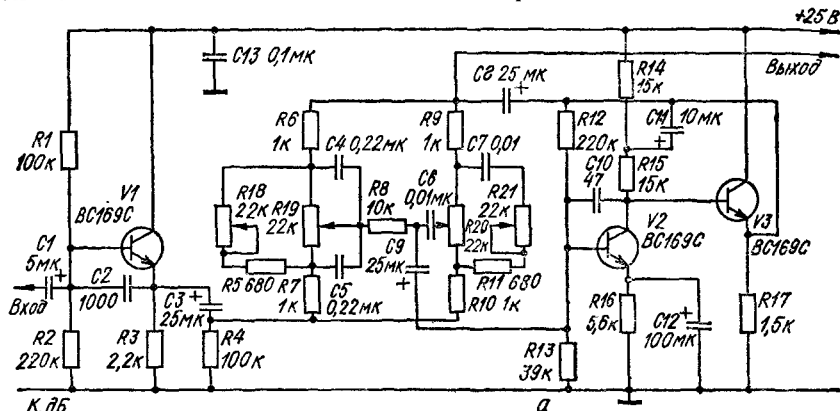 +25 В
Выход
C13 0,1 мк
R1
100к
C1
5мк
Вход
C2
1000
V1
BC169C
C3
25мк
R2
220к
R3
2,2к
R4
100к
R6
1к
C4 0,22мк
R18
22к
R19
22к
R5 680
R7
1к
C5
0,22мк
R8
10к
C9
25мк
C6
0,01мк
R9
1к
C7 0,01
R20
22к
R21
22к
R11 680
R10 1к
C8 25 мк
R12
220к
C10
47
R13
39к
R14
15к
C11
10мк
R15
15к
V2
BC169C
R16
5,6к
C12
100мк
V3
BC169C
R17
1,5к
К, дБ
а